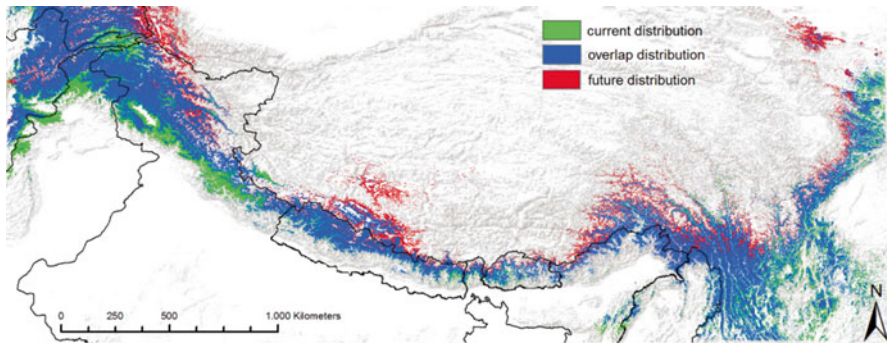 current distribution
overlap distribution
future distribution
N
0 250 500 1.000 Kilometers